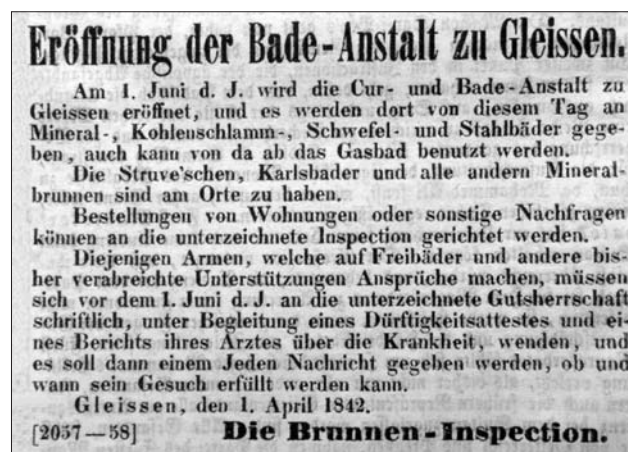 Eröffnung der Bade-Anstalt zu Gleissen.
Am 1. Juni d. J. wird die Cur- und Bade-Anstalt zu
Gleissen eröffnet, und es werden dort von diesem Tag an
Mineral-, Kohlenschlamm-, Schwefel- und Stahlbäder gege-
ben, auch kann von da ab das Gasbad benutzt werden.
Die Struve'schen, Karlsbader und alle andern Mineral-
brunnen sind am Orte zu haben.
Bestellungen von Wohnungen oder sonstige Nachfragen
können an die unterzeichnete Inspection gerichtet werden.
Diejenigen Armen, welche auf Freibäder und andere bis-
her verabreichte Unterstützungen Ansprüche machen, müssen
sich vor dem 1. Juni d. J. an die unterzeichnete Gutsherrschaft
schriftlich, unter Begleitung eines Dürftigkeitsattestes und ei-
nes Berichts ihres Arztes über die Krankheit, wenden, und
es soll dann einem Jeden Nachricht gegeben werden, ob und
wann sein Gesuch erfüllt werden kann.
Gleissen, den 1. April 1842.
[2057—58] Die Brunnen-Inspection.